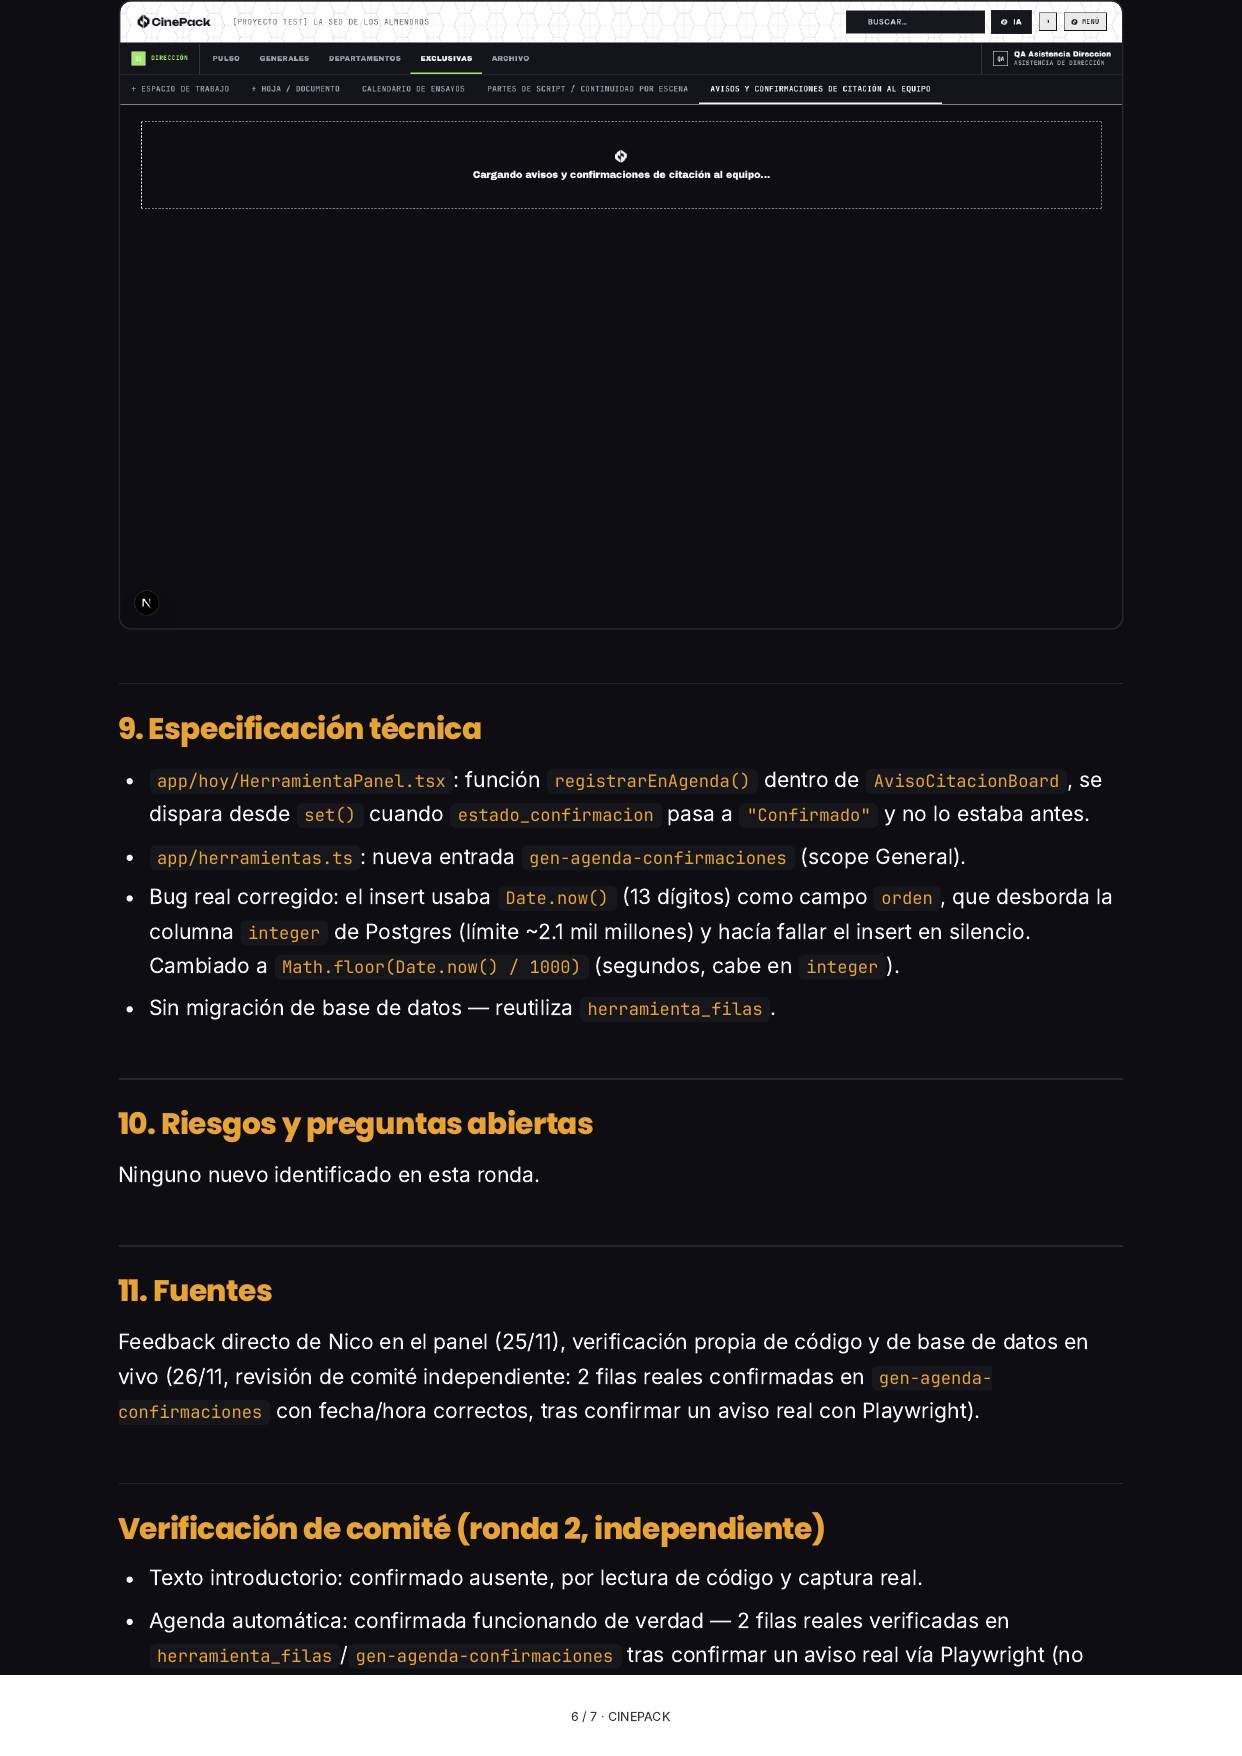 CinePack
[PROYECTO TEST] LA SED DE LOS ALMENDROS
BUSCAR…
IA
MENÚ
DIRECCIÓN
PULSO
GENERALES
DEPARTAMENTOS
EXCLUSIVAS
ARCHIVO
QA
QA Asistencia Direccion
ASISTENCIA DE DIRECCIÓN
+ ESPACIO DE TRABAJO
+ HOJA / DOCUMENTO
CALENDARIO DE ENSAYOS
PARTES DE SCRIPT / CONTINUIDAD POR ESCENA
AVISOS Y CONFIRMACIONES DE CITACIÓN AL EQUIPO
Cargando avisos y confirmaciones de citación al equipo...
N
9. Especificación técnica
• app/hoy/HerramientaPanel.tsx: función registrarEnAgenda() dentro de AvisoCitacionBoard, se
dispara desde set() cuando estado_confirmacion pasa a "Confirmado" y no lo estaba antes.
• app/herramientas.ts: nueva entrada gen-agenda-confirmaciones (scope General).
• Bug real corregido: el insert usaba Date.now() (13 dígitos) como campo orden, que desborda la
columna integer de Postgres (límite ~2.1 mil millones) y hacía fallar el insert en silencio.
Cambiado a Math.floor(Date.now() / 1000) (segundos, cabe en integer).
• Sin migración de base de datos — reutiliza herramienta_filas.
10. Riesgos y preguntas abiertas
Ninguno nuevo identificado en esta ronda.
11. Fuentes
Feedback directo de Nico en el panel (25/11), verificación propia de código y de base de datos en
vivo (26/11, revisión de comité independiente: 2 filas reales confirmadas en gen-agenda-
confirmaciones con fecha/hora correctos, tras confirmar un aviso real con Playwright).
Verificación de comité (ronda 2, independiente)
• Texto introductorio: confirmado ausente, por lectura de código y captura real.
• Agenda automática: confirmada funcionando de verdad — 2 filas reales verificadas en
herramienta_filas / gen-agenda-confirmaciones tras confirmar un aviso real vía Playwright (no
6 / 7 · CINEPACK